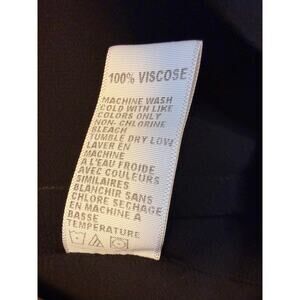 100% VISCOSE
MACHINE WASH
COLD WITH LIKE
COLORS ONLY
NON-CHLORINE
BLEACH
TUMBLE DRY LOW
LAVER EN
MACHINE
A L'EAU FROIDE
AVEC COULEURS
SIMILAIRES
BLANCHIR SANS
CHLORE SECHAGE
EN MACHINE A
BASSE
TEMPERATURE